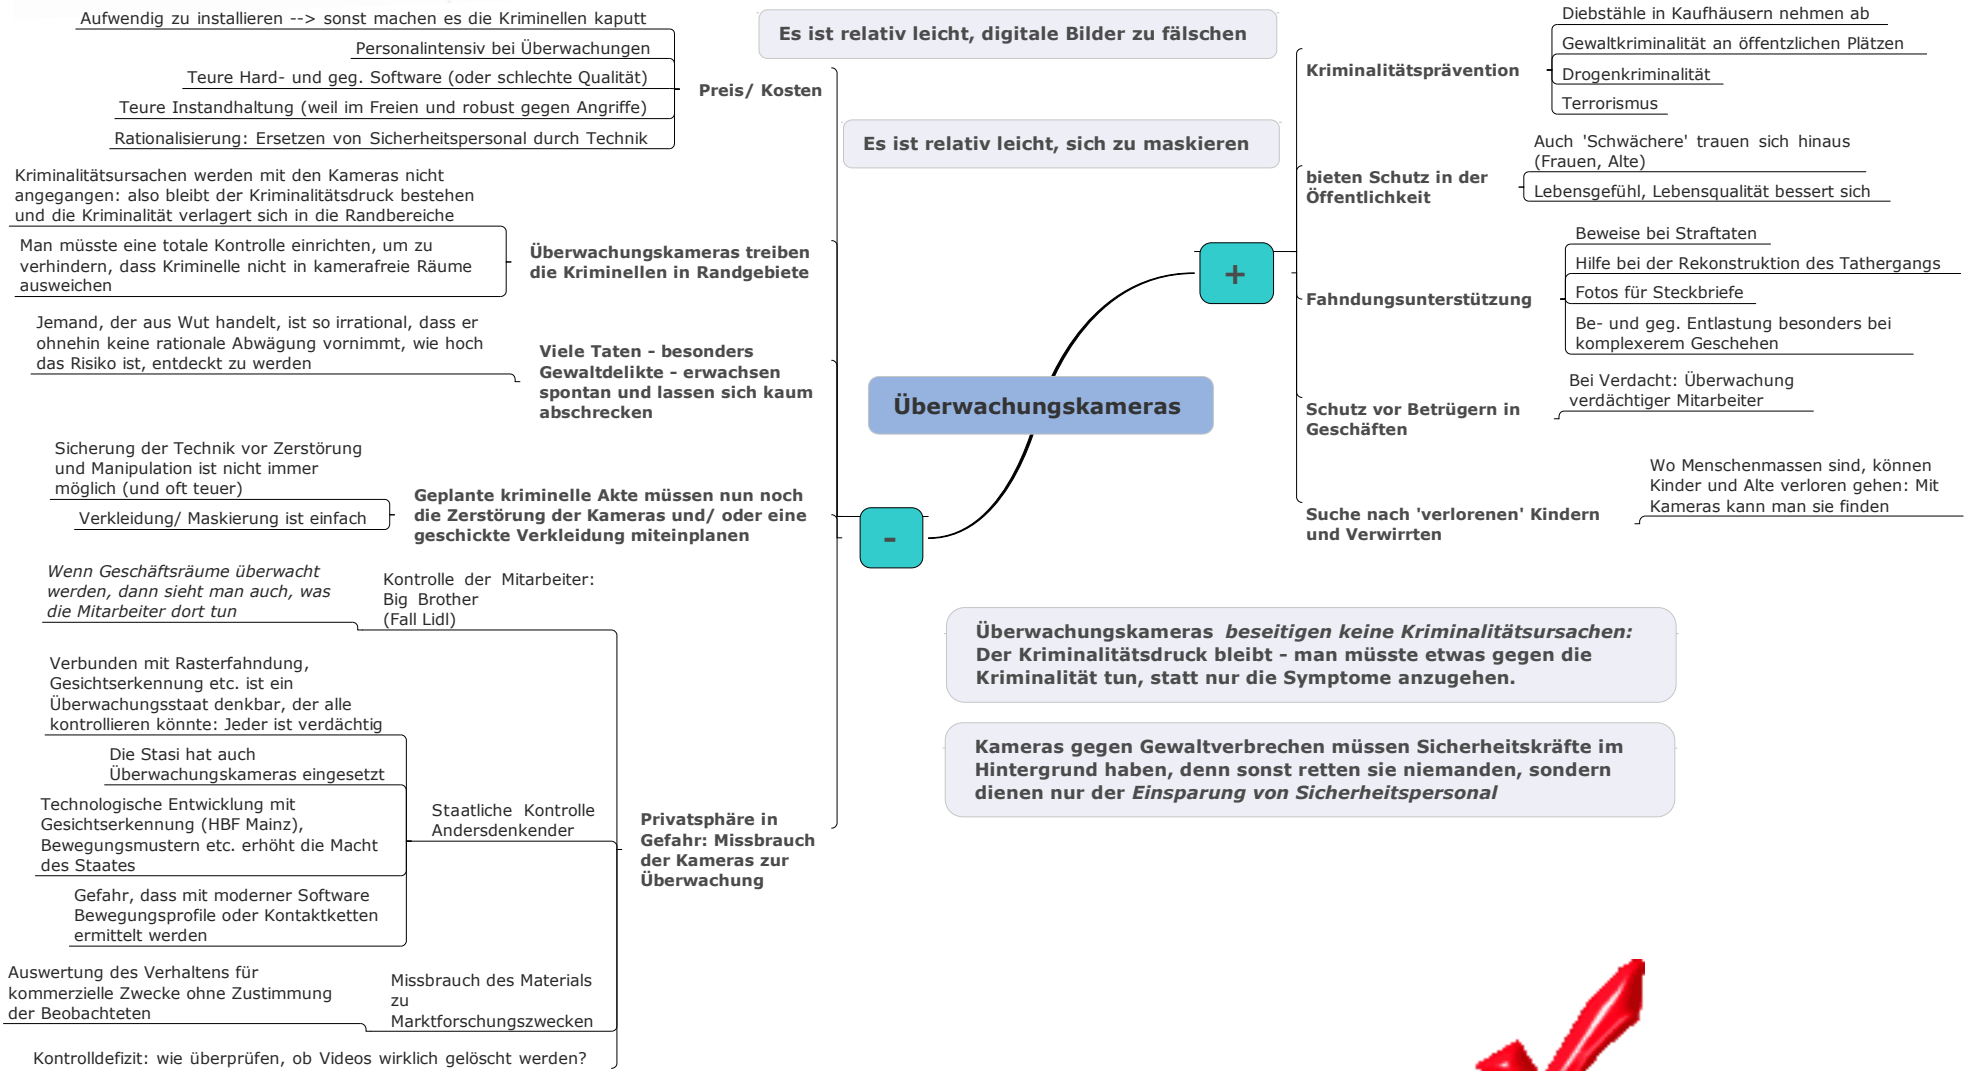 Aufwendig zu installieren --> sonst machen es die Kriminellen kaputt
Personalintensiv bei Überwachungen
Teure Hard- und geg. Software (oder schlechte Qualität)
Teure Instandhaltung (weil im Freien und robust gegen Angriffe)
Rationalisierung: Ersetzen von Sicherheitspersonal durch Technik
Preis/ Kosten
Es ist relativ leicht, digitale Bilder zu fälschen
Es ist relativ leicht, sich zu maskieren
Kriminalitätsursachen werden mit den Kameras nicht
angegangen: also bleibt der Kriminalitätsdruck bestehen
und die Kriminalität verlagert sich in die Randbereiche
Man müsste eine totale Kontrolle einrichten, um zu
verhindern, dass Kriminelle nicht in kamerafreie Räume
ausweichen
Überwachungskameras treiben
die Kriminellen in Randgebiete
Jemand, der aus Wut handelt, ist so irrational, dass er
ohnehin keine rationale Abwägung vornimmt, wie hoch
das Risiko ist, entdeckt zu werden
Viele Taten - besonders
Gewaltdelikte - erwachsen
spontan und lassen sich kaum
abschrecken
Sicherung der Technik vor Zerstörung
und Manipulation ist nicht immer
möglich (und oft teuer)
Verkleidung/ Maskierung ist einfach
Geplante kriminelle Akte müssen nun noch
die Zerstörung der Kameras und/ oder eine
geschickte Verkleidung miteinplanen
Wenn Geschäftsräume überwacht
werden, dann sieht man auch, was
die Mitarbeiter dort tun
Kontrolle der Mitarbeiter:
Big Brother
(Fall Lidl)
Verbunden mit Rasterfahndung,
Gesichtserkennung etc. ist ein
Überwachungsstaat denkbar, der alle
kontrollieren könnte: Jeder ist verdächtig
Die Stasi hat auch
Überwachungskameras eingesetzt
Technologische Entwicklung mit
Gesichtserkennung (HBF Mainz),
Bewegungsmustern etc. erhöht die Macht
des Staates
Gefahr, dass mit moderner Software
Bewegungsprofile oder Kontaktketten
ermittelt werden
Staatliche Kontrolle
Andersdenkender
Auswertung des Verhaltens für
kommerzielle Zwecke ohne Zustimmung
der Beobachteten
Missbrauch des Materials
zu
Marktforschungszwecken
Kontrolldefizit: wie überprüfen, ob Videos wirklich gelöscht werden?
Privatsphäre in
Gefahr: Missbrauch
der Kameras zur
Überwachung
-
Überwachungskameras
+
Kriminalitätsprävention
Diebstähle in Kaufhäusern nehmen ab
Gewaltkriminalität an öffentzlichen Plätzen
Drogenkriminalität
Terrorismus
bieten Schutz in der
Öffentlichkeit
Auch 'Schwächere' trauen sich hinaus
(Frauen, Alte)
Lebensgefühl, Lebensqualität bessert sich
Fahndungsunterstützung
Beweise bei Straftaten
Hilfe bei der Rekonstruktion des Tathergangs
Fotos für Steckbriefe
Be- und geg. Entlastung besonders bei
komplexerem Geschehen
Schutz vor Betrügern in
Geschäften
Bei Verdacht: Überwachung
verdächtiger Mitarbeiter
Suche nach 'verlorenen' Kindern
und Verwirrten
Wo Menschenmassen sind, können
Kinder und Alte verloren gehen: Mit
Kameras kann man sie finden
Überwachungskameras beseitigen keine Kriminalitätsursachen:
Der Kriminalitätsdruck bleibt - man müsste etwas gegen die
Kriminalität tun, statt nur die Symptome anzugehen.
Kameras gegen Gewaltverbrechen müssen Sicherheitskräfte im
Hintergrund haben, denn sonst retten sie niemanden, sondern
dienen nur der Einsparung von Sicherheitspersonal